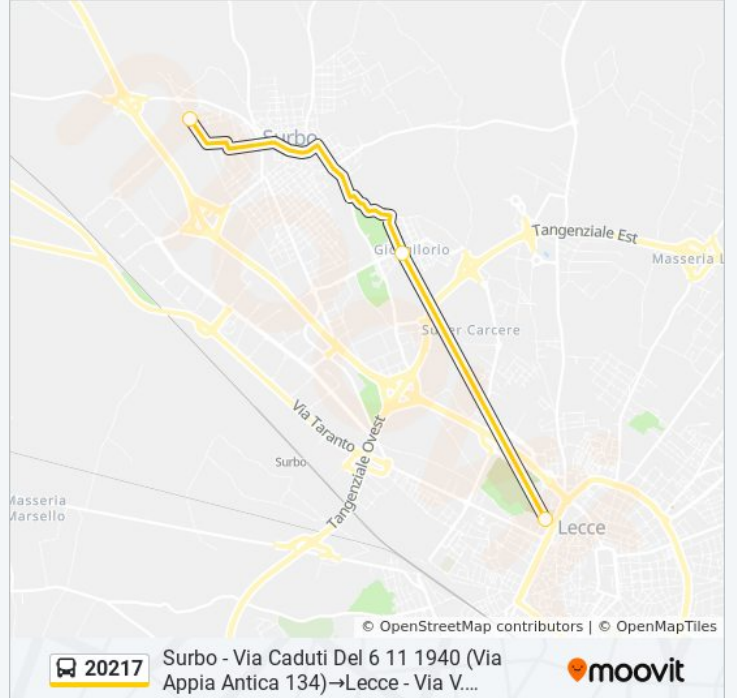 Surbo
Tangenziale Est
Giorgilorio
Masseria L
Super Carcere
Via Taranto
Tangenziale Ovest
Surbo
Masseria
Marsello
Lecce
© OpenStreetMap contributors | © OpenMapTiles
20217
Surbo - Via Caduti Del 6 11 1940 (Via
Appia Antica 134)→Lecce - Via V....
moovit